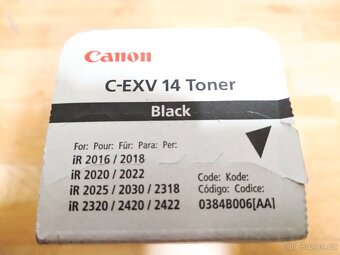 Canon
C-EXV 14 Toner
Black
For: Pour: Für: Para: Per:
iR 2016 / 2018
iR 2020 / 2022
iR 2025 / 2030 / 2318
iR 2320 / 2420 / 2422
Code: Kode:
Código: Codice:
0384B006[AA]